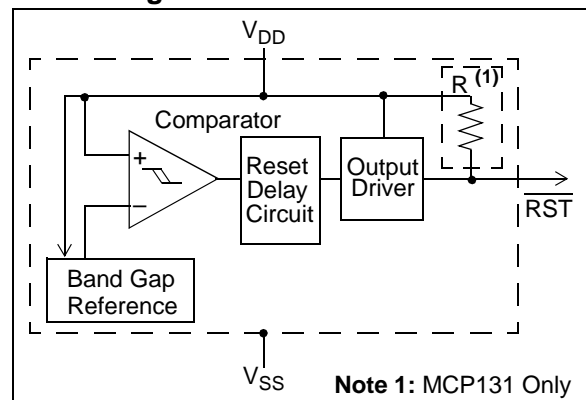 V_DD
R (1)
Comparator
+
–
Reset
Delay
Circuit
Output
Driver
RST
Band Gap
Reference
V_SS
Note 1: MCP131 Only